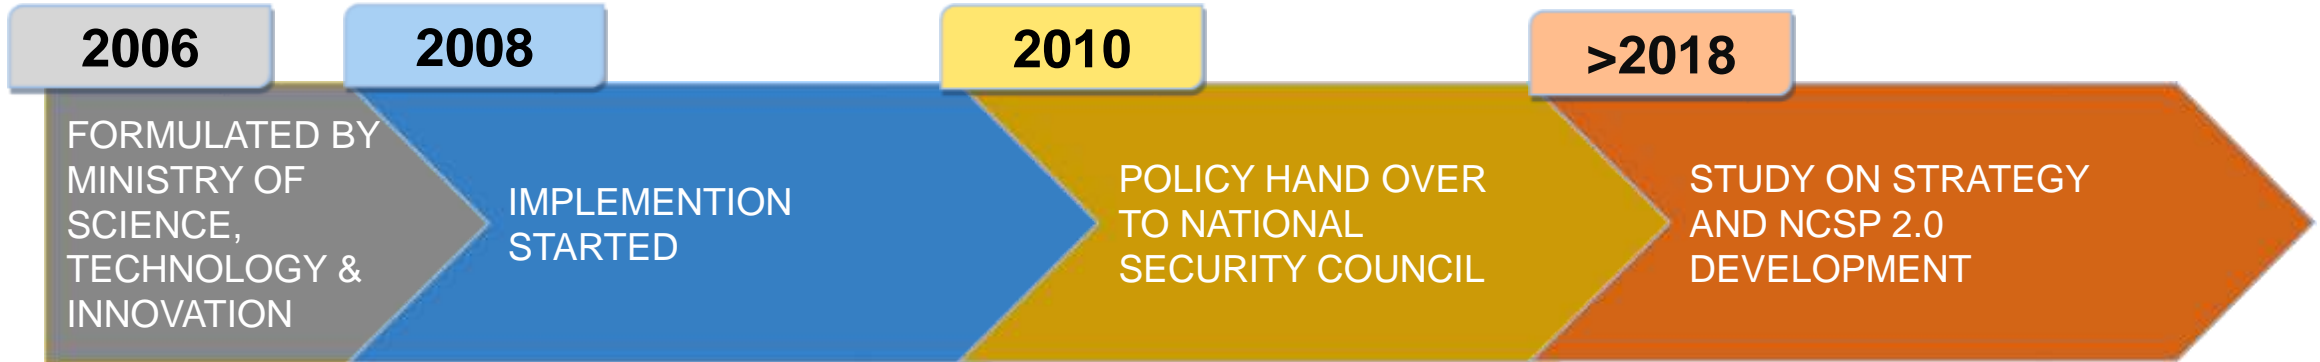 2006
FORMULATED BY
MINISTRY OF
SCIENCE,
TECHNOLOGY &
INNOVATION
2008
IMPLEMENTION
STARTED
2010
POLICY HAND OVER
TO NATIONAL
SECURITY COUNCIL
>2018
STUDY ON STRATEGY
AND NCSP 2.0
DEVELOPMENT